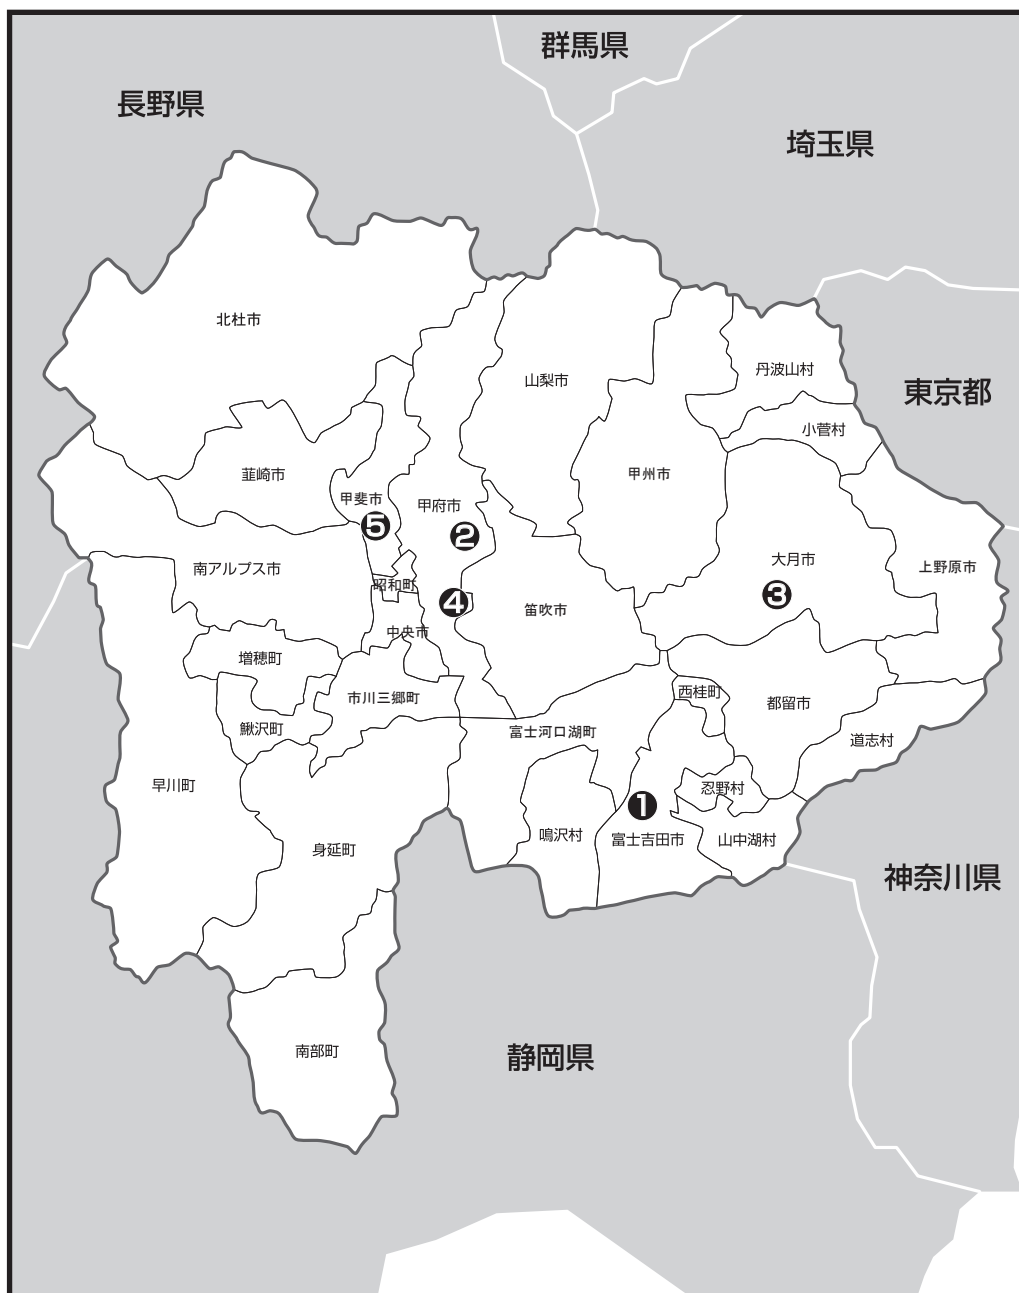 群馬県
長野県
埼玉県
北杜市
丹波山村
山梨市
東京都
小菅村
韮崎市
甲州市
甲斐市
甲府市
❺
❷
大月市
上野原市
南アルプス市
昭和町
❸
❹
笛吹市
中央市
増穂町
西桂町
市川三郷町
都留市
鰍沢町
富士河口湖町
道志村
早川町
忍野村
❶
鳴沢村
富士吉田市
山中湖村
身延町
神奈川県
南部町
静岡県